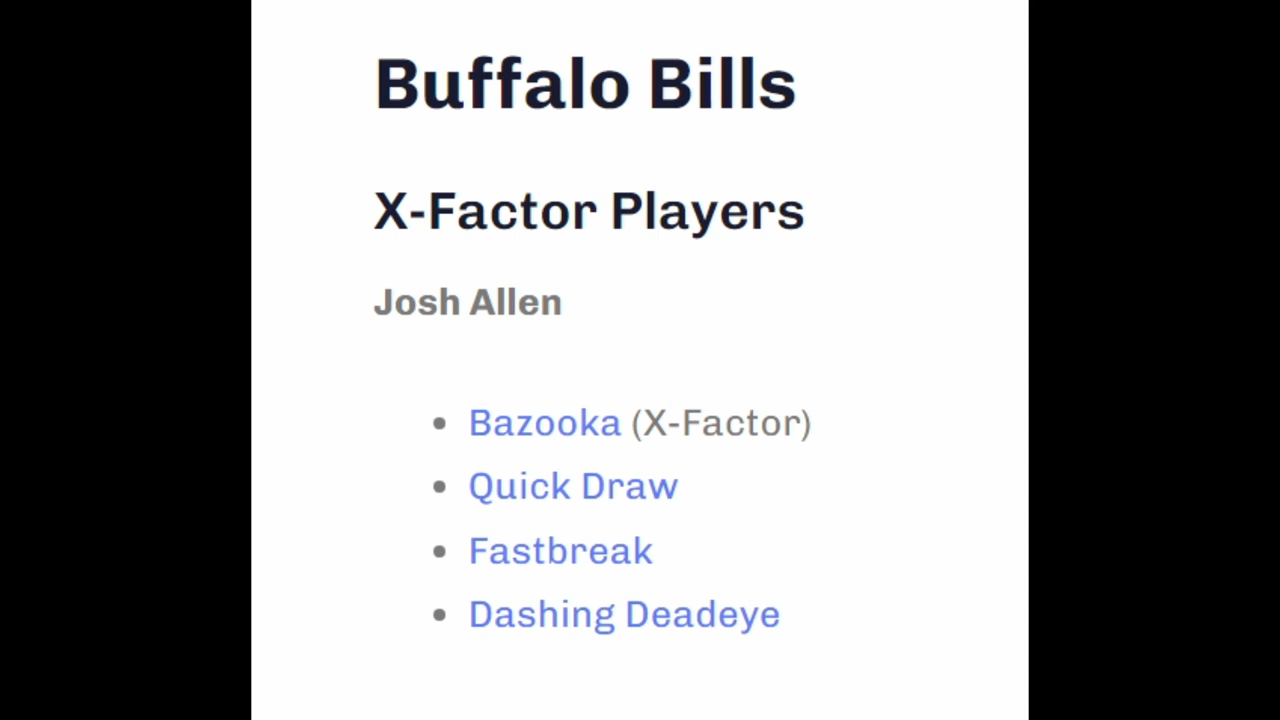 Buffalo Bills
X-Factor Players
Josh Allen
Bazooka (X-Factor)
Quick Draw
Fastbreak
Dashing Deadeye